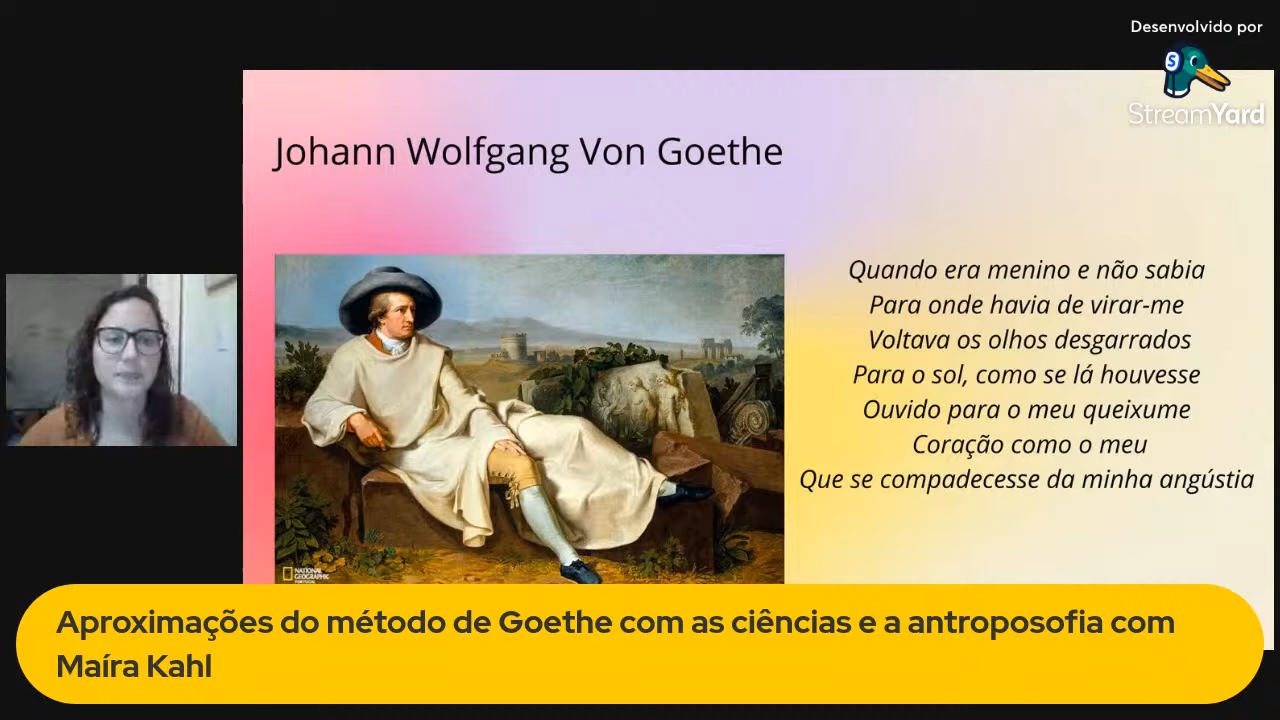 Desenvolvido por
S
StreamYard
Johann Wolfgang Von Goethe
Quando era menino e não sabia
Para onde havia de virar-me
Voltava os olhos desgarrados
Para o sol, como se lá houvesse
Ouvido para o meu queixume
Coração como o meu
Que se compadecesse da minha angústia
NATIONAL
GEOGRAPHIC
Aproximações do método de Goethe com as ciências e a antroposofia com
Maíra Kahl